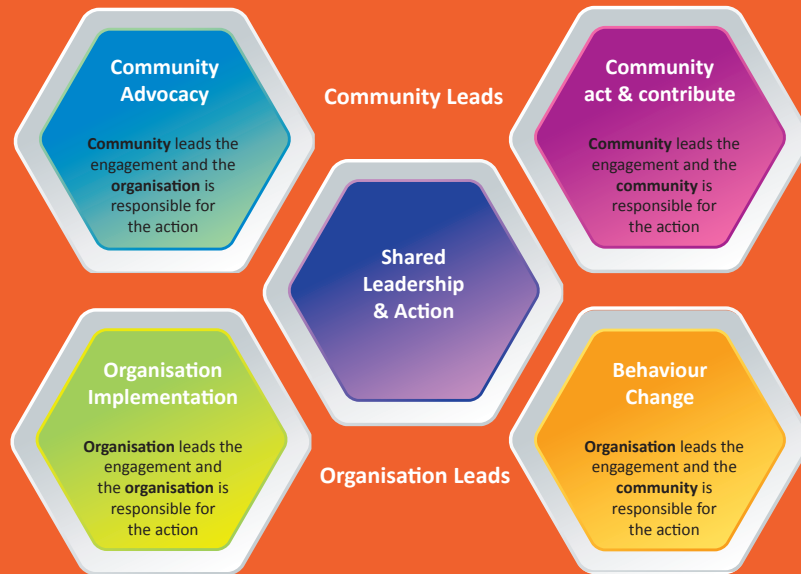 Community
Advocacy
Community leads the
engagement and the
organisation is
responsible for
the action
Community Leads
Community
act & contribute
Community leads the
engagement and the
community is
responsible for
the action
Shared
Leadership
& Action
Organisation
Implementation
Organisation leads the
engagement and
the organisation is
responsible for
the action
Organisation Leads
Behaviour
Change
Organisation leads the
engagement and the
community is
responsible for
the action